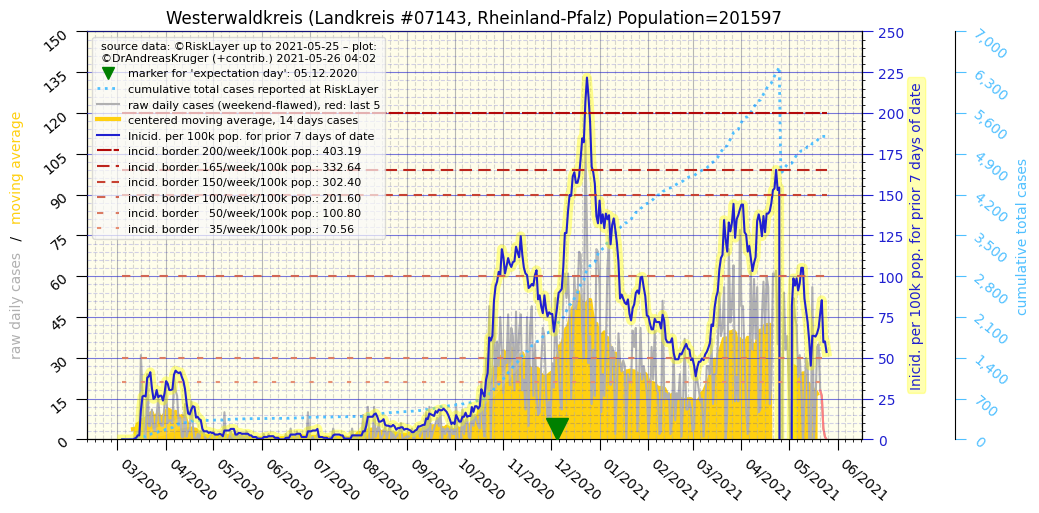 Westerwaldkreis (Landkreis #07143, Rheinland-Pfalz) Population=201597
source data: ©RiskLayer up to 2021-05-25 – plot:
©DrAndreasKruger (+contrib.) 2021-05-26 04:02
marker for 'expectation day': 05.12.2020
cumulative total cases reported at RiskLayer
raw daily cases (weekend-flawed), red: last 5
centered moving average, 14 days cases
Inicid. per 100k pop. for prior 7 days of date
incid. border 200/week/100k pop.: 403.19
incid. border 165/week/100k pop.: 332.64
incid. border 150/week/100k pop.: 302.40
incid. border 100/week/100k pop.: 201.60
incid. border 50/week/100k pop.: 100.80
incid. border 35/week/100k pop.: 70.56
raw daily cases / moving average
150
135
120
105
90
75
60
45
30
15
0
250
225
200
175
150
125
100
75
50
25
0
Inicid. per 100k pop. for prior 7 days of date
7,000
6,300
5,600
4,900
4,200
3,500
2,800
2,100
1,400
700
0
cumulative total cases
03/2020
04/2020
05/2020
06/2020
07/2020
08/2020
09/2020
10/2020
11/2020
12/2020
01/2021
02/2021
03/2021
04/2021
05/2021
06/2021